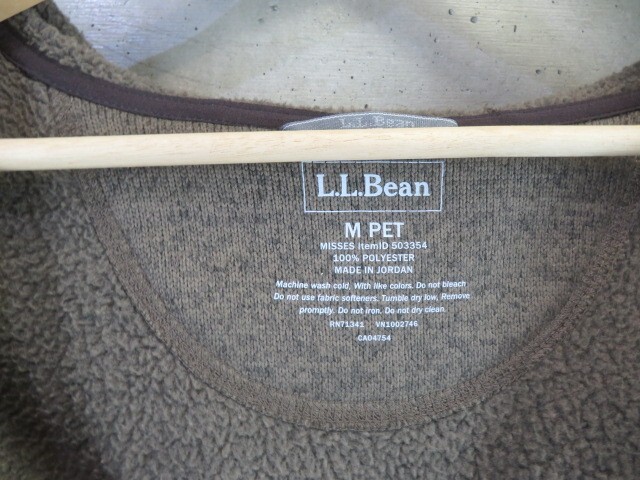 L.L.Bean
L.L.Bean
M PET
MISSES ItemID 503354
100% POLYESTER
MADE IN JORDAN
Machine wash cold. With like colors. Do not bleach
Do not use fabric softeners. Tumble dry low. Remove
promptly. Do not iron. Do not dry clean.
RN71341 VN1002746
CA04754